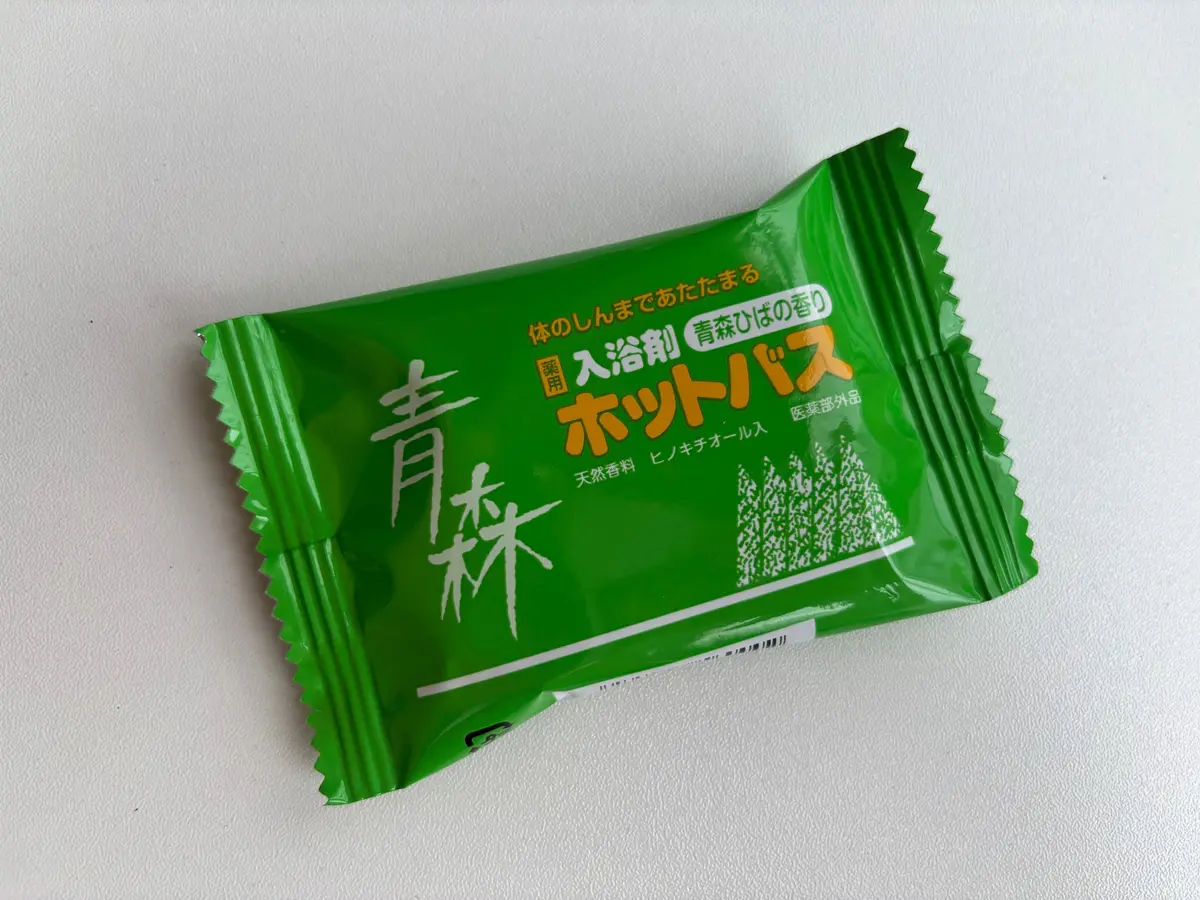 青森
体のしんまであたたまる
薬用 入浴剤 青森ひばの香り
ホットバス
天然香料 ヒノキチオール入 医薬部外品